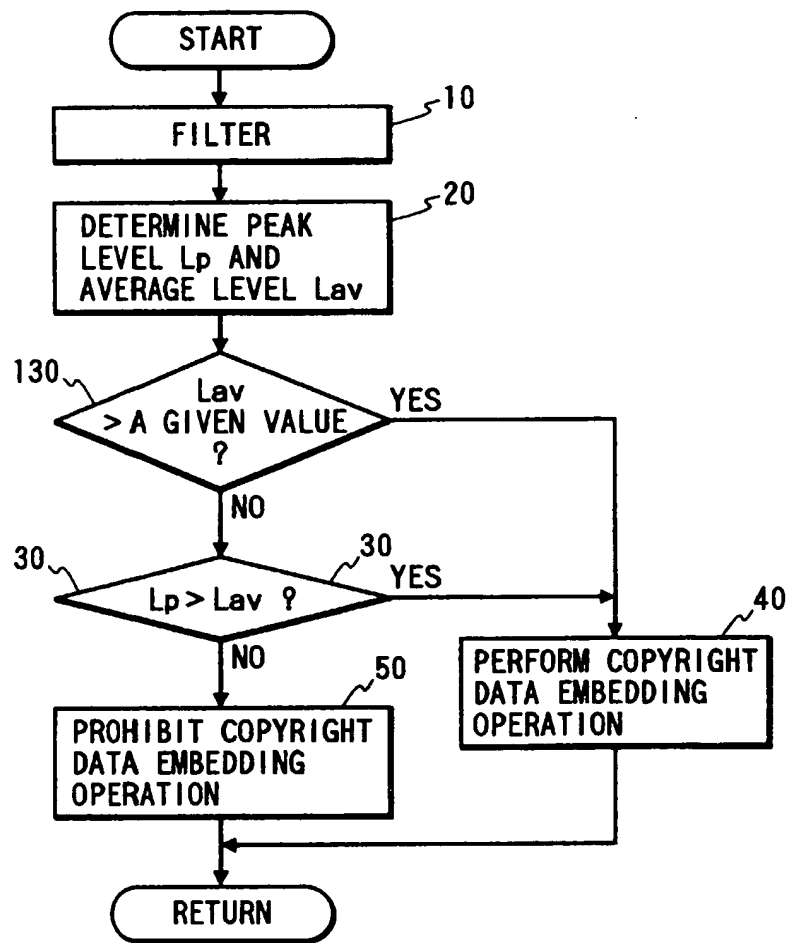 START
10
FILTER
20
DETERMINE PEAK
LEVEL Lp AND
AVERAGE LEVEL Lav
130
Lav
> A GIVEN VALUE
?
YES
NO
30
30
Lp > Lav ?
YES
NO
40
PERFORM COPYRIGHT
DATA EMBEDDING
OPERATION
50
PROHIBIT COPYRIGHT
DATA EMBEDDING
OPERATION
RETURN